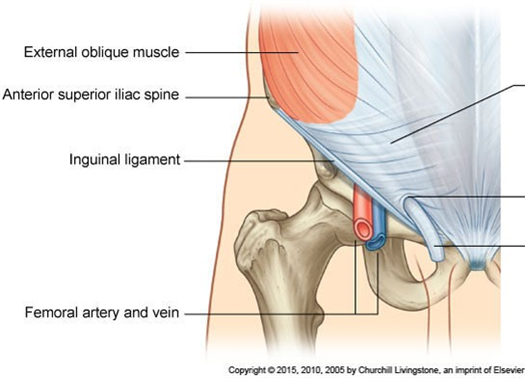 External oblique muscle
Anterior superior iliac spine
Inguinal ligament
Femoral artery and vein
Copyright © 2015, 2010, 2005 by Churchill Livingstone, an imprint of Elsevier